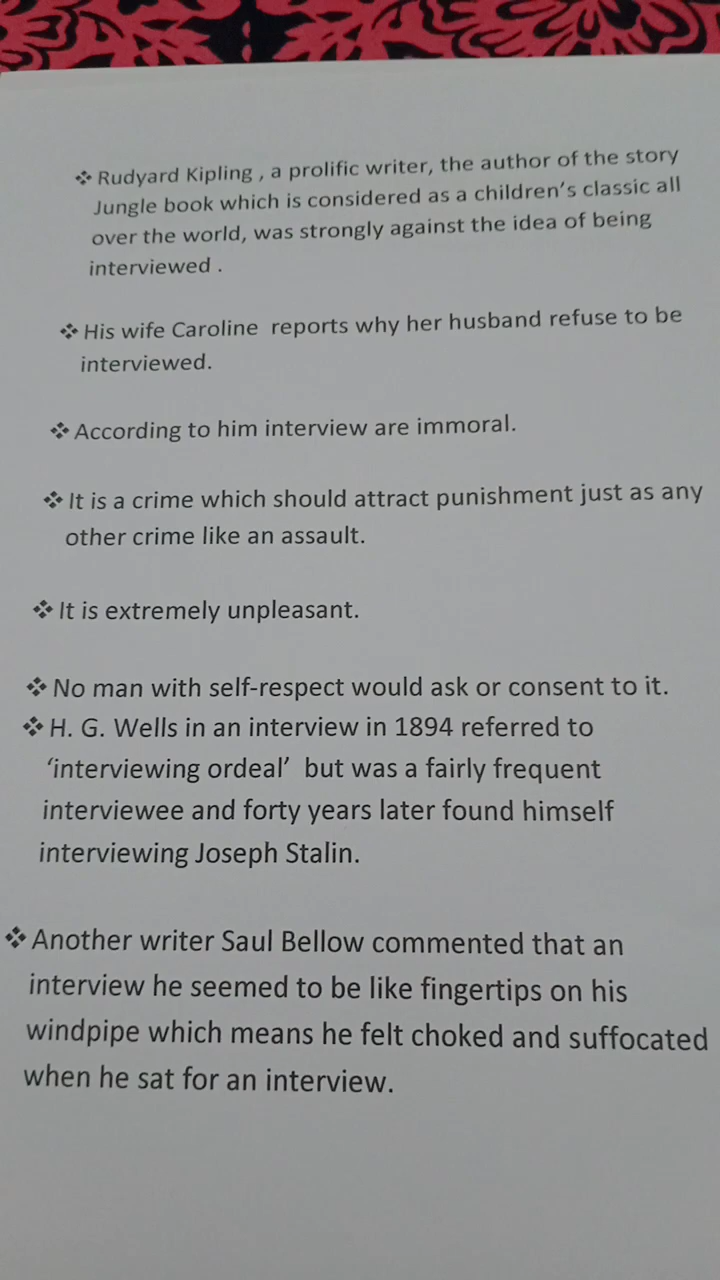 ❖ Rudyard Kipling , a prolific writer, the author of the story
Jungle book which is considered as a children's classic all
over the world, was strongly against the idea of being
interviewed .
❖ His wife Caroline  reports why her husband refuse to be
interviewed.
❖ According to him interview are immoral.
❖ It is a crime which should attract punishment just as any
other crime like an assault.
❖ It is extremely unpleasant.
❖ No man with self-respect would ask or consent to it.
❖ H. G. Wells in an interview in 1894 referred to
‘interviewing ordeal’  but was a fairly frequent
interviewee and forty years later found himself
interviewing Joseph Stalin.
❖ Another writer Saul Bellow commented that an
interview he seemed to be like fingertips on his
windpipe which means he felt choked and suffocated
when he sat for an interview.